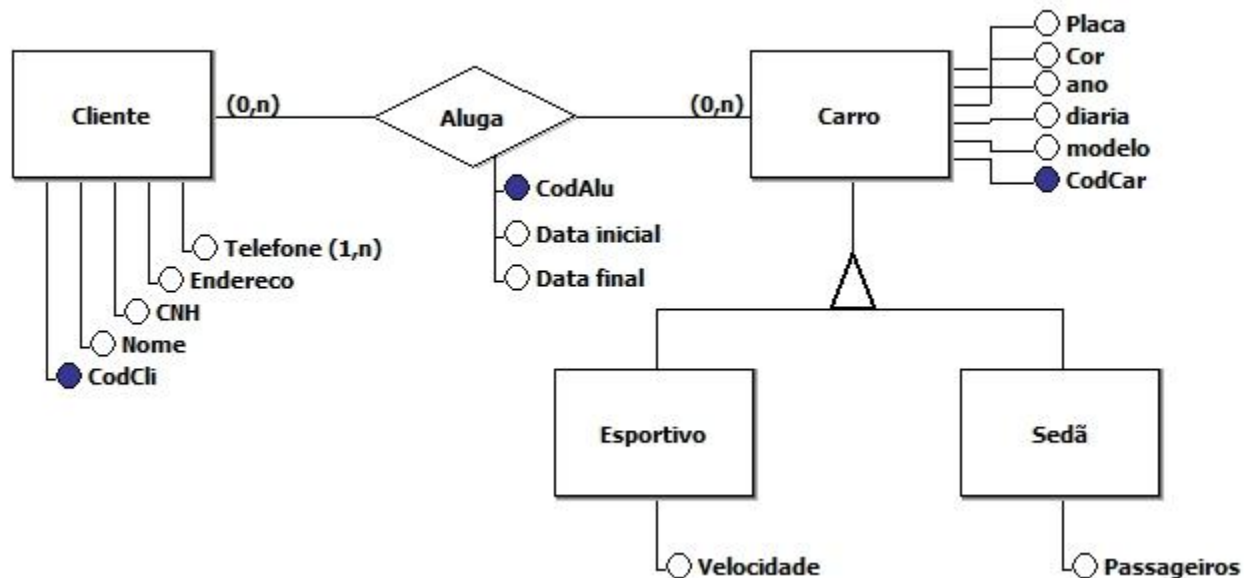 Cliente
(0,n)
Aluga
(0,n)
Carro
Placa
Cor
ano
diaria
modelo
CodCar
CodAlu
Data inicial
Data final
Telefone (1,n)
Endereco
CNH
Nome
CodCli
Esportivo
Sedã
Velocidade
Passageiros